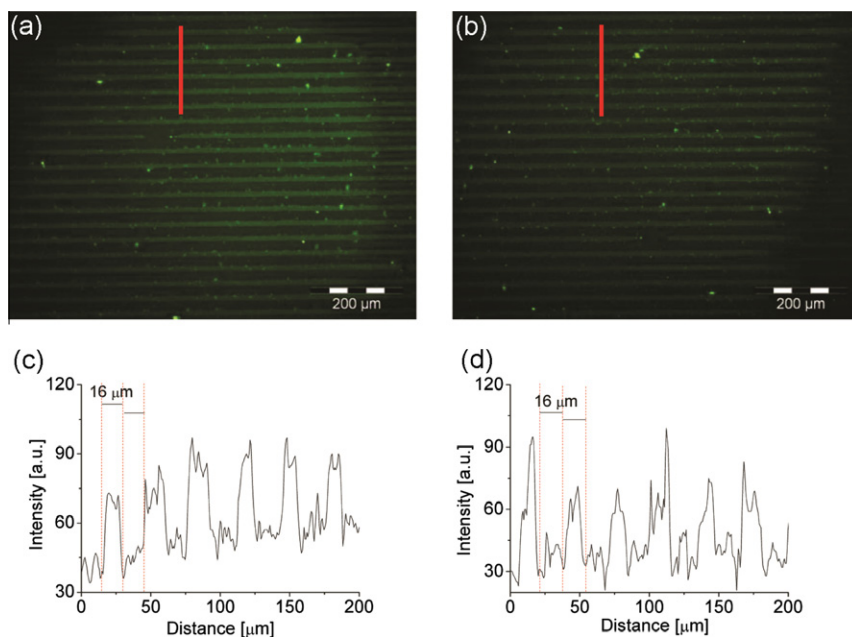 (a)
200 µm
(b)
200 µm
(c)
120
90
60
30
Intensity [a.u.]
16 µm
0 50 100 150 200
Distance [µm]
(d)
120
90
60
30
Intensity [a.u.]
16 µm
0 50 100 150 200
Distance [µm]